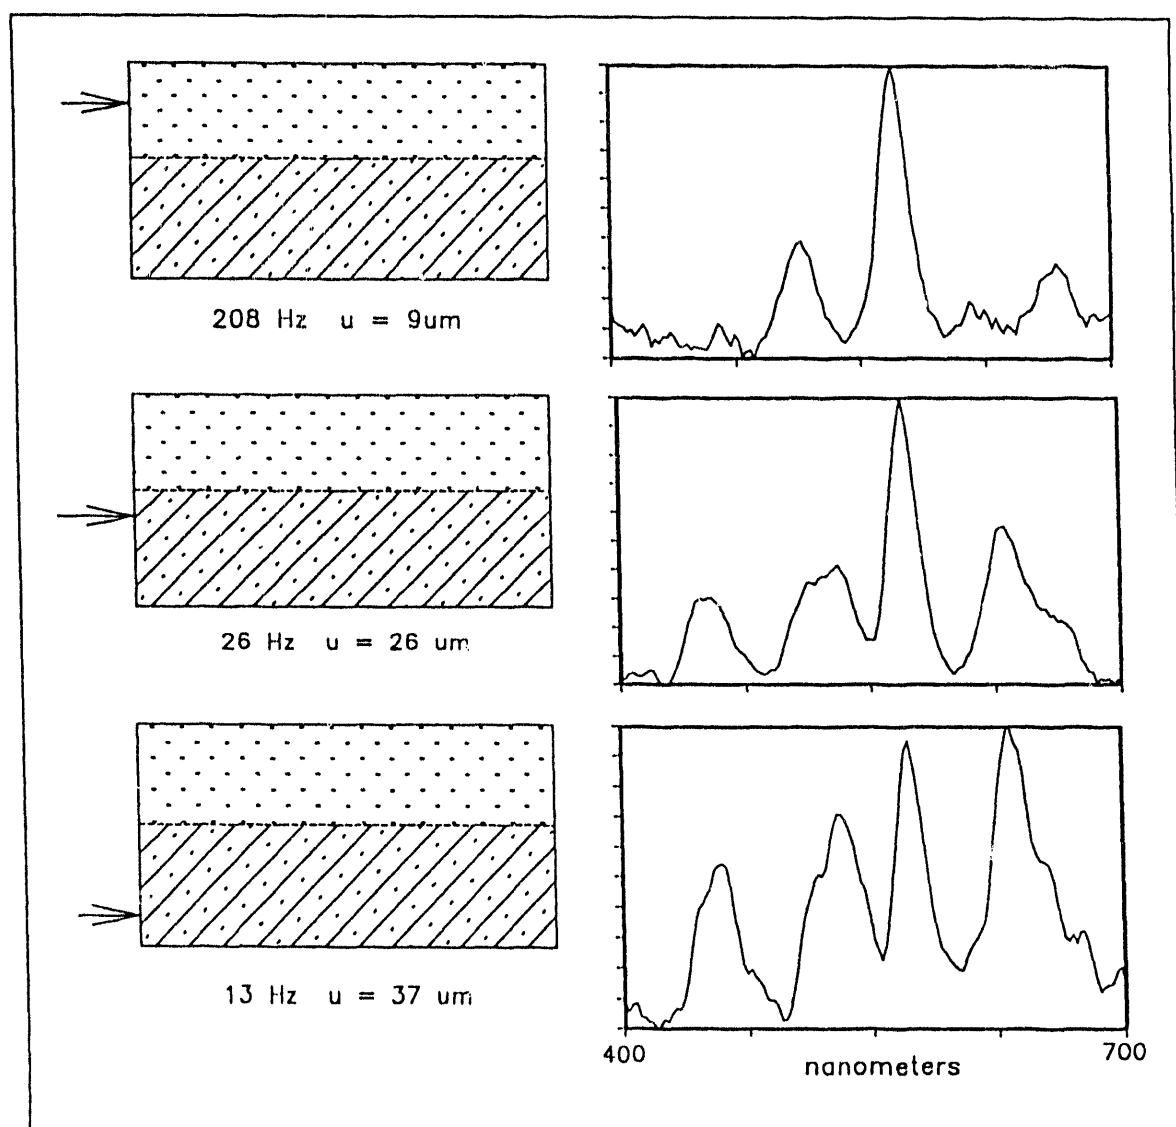 208 Hz u = 9um
26 Hz u = 26 um
13 Hz u = 37 um
400 700
nanometers